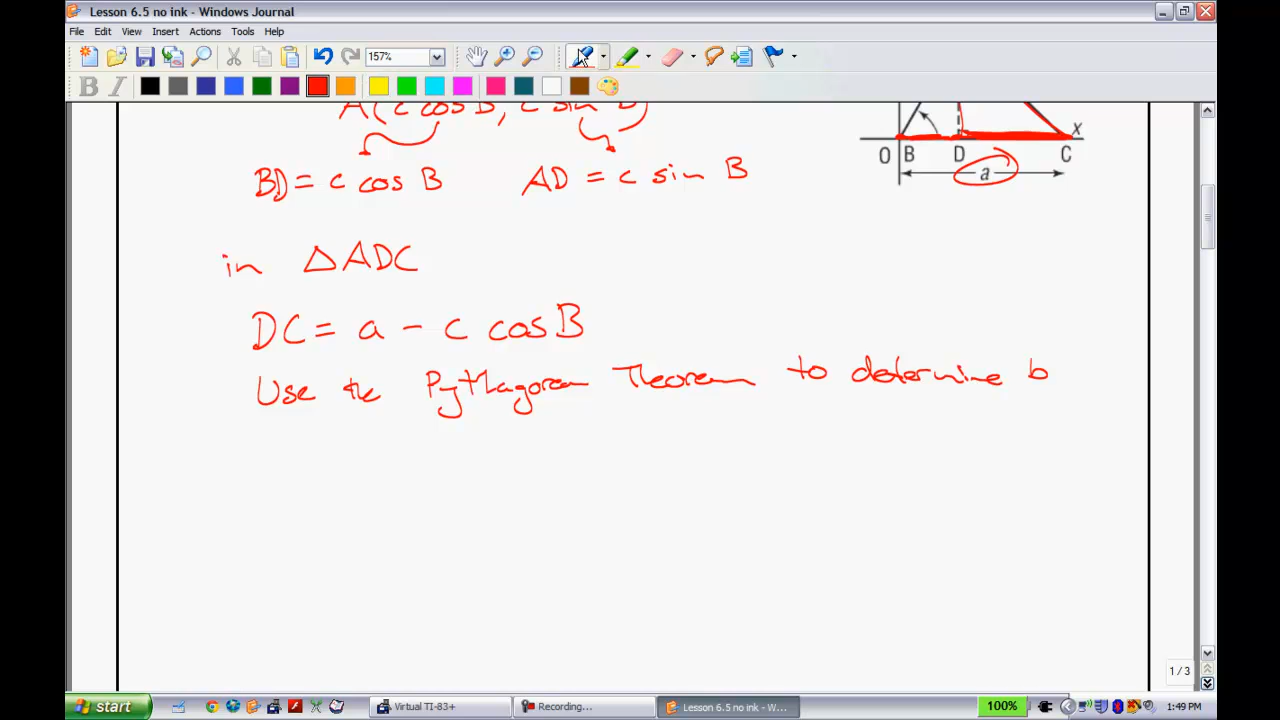 Lesson 6.5 no ink - Windows Journal
File Edit View Insert Actions Tools Help
157%
B I
A(c cos B, c sin B)
x
O B D C
a
BD = c cos B AD = c sin B
in △ADC
DC = a - c cos B
Use the Pythagorean Theorem to determine b
1/3
start Virtual TI-83+ Recording... Lesson 6.5 no ink - W... 100% 1:49 PM